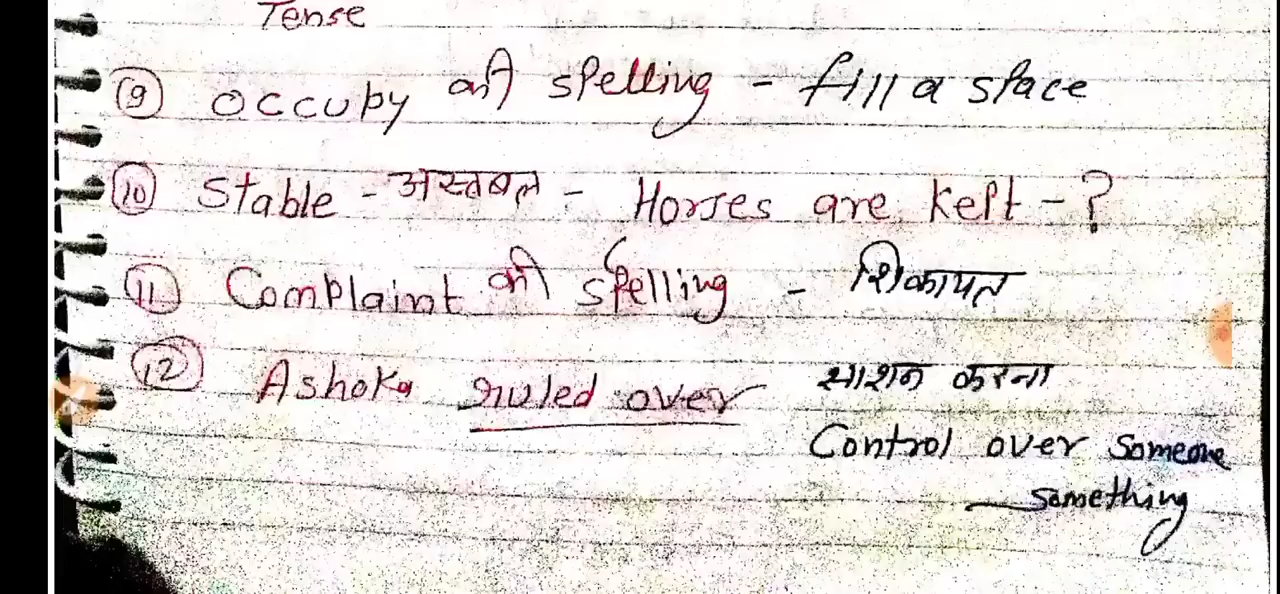 Tense
⑨ Occupy की spelling - fill a space
⑩ Stable - अस्तबल - Horses are kept - ?
⑪ Complaint की spelling - शिकायत
⑫ Ashoka ruled over साशन करना
Control over someone
something